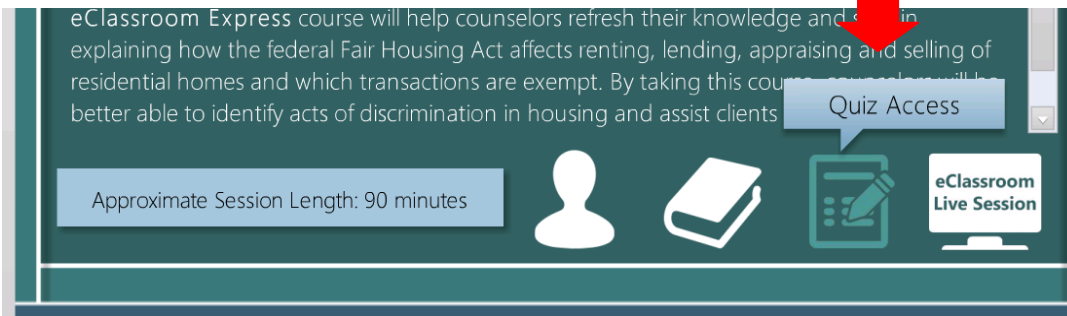 eClassroom Express course will help counselors refresh their knowledge and in
explaining how the federal Fair Housing Act affects renting, lending, appraising and selling of
residential homes and which transactions are exempt. By taking this course, counselors will be
better able to identify acts of discrimination in housing and assist clients
Quiz Access
Approximate Session Length: 90 minutes
eClassroom
Live Session